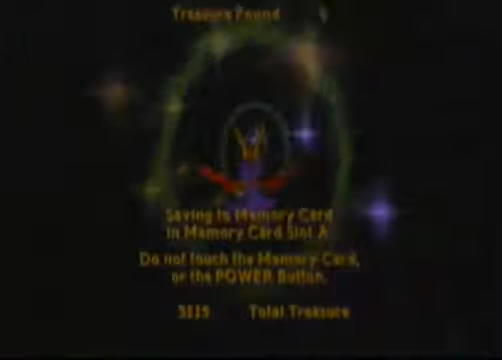 Treasure Found
Saving to Memory Card
in Memory Card Slot A
Do not touch the Memory Card,
or the POWER Button.
Total Treasure